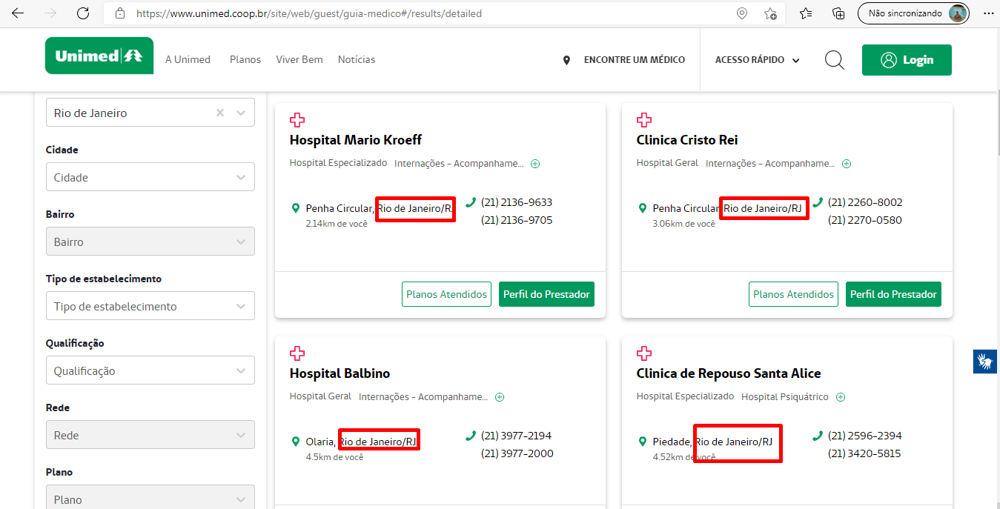 https://www.unimed.coop.br/site/web/guest/guia-medico#/results/detailed
Não sincronizando
Unimed
A Unimed
Planos
Viver Bem
Notícias
ENCONTRE UM MÉDICO
ACESSO RÁPIDO
Login
Rio de Janeiro
Cidade
Cidade
Bairro
Bairro
Tipo de estabelecimento
Tipo de estabelecimento
Qualificação
Qualificação
Rede
Rede
Plano
Plano
Hospital Mario Kroeff
Hospital Especializado Internações - Acompanhame...
Penha Circular, Rio de Janeiro/RJ
2.14km de você
(21) 2136-9633
(21) 2136-9705
Planos Atendidos
Perfil do Prestador
Clinica Cristo Rei
Hospital Geral Internações - Acompanhame...
Penha Circular Rio de Janeiro/RJ
3.06km de você
(21) 2260-8002
(21) 2270-0580
Planos Atendidos
Perfil do Prestador
Hospital Balbino
Hospital Geral Internações - Acompanhame...
Olaria, Rio de Janeiro/RJ
4.5km de você
(21) 3977-2194
(21) 3977-2000
Clinica de Repouso Santa Alice
Hospital Especializado Hospital Psiquátrico
Piedade, Rio de Janeiro/RJ
4.52km de você
(21) 2596-2394
(21) 3420-5815